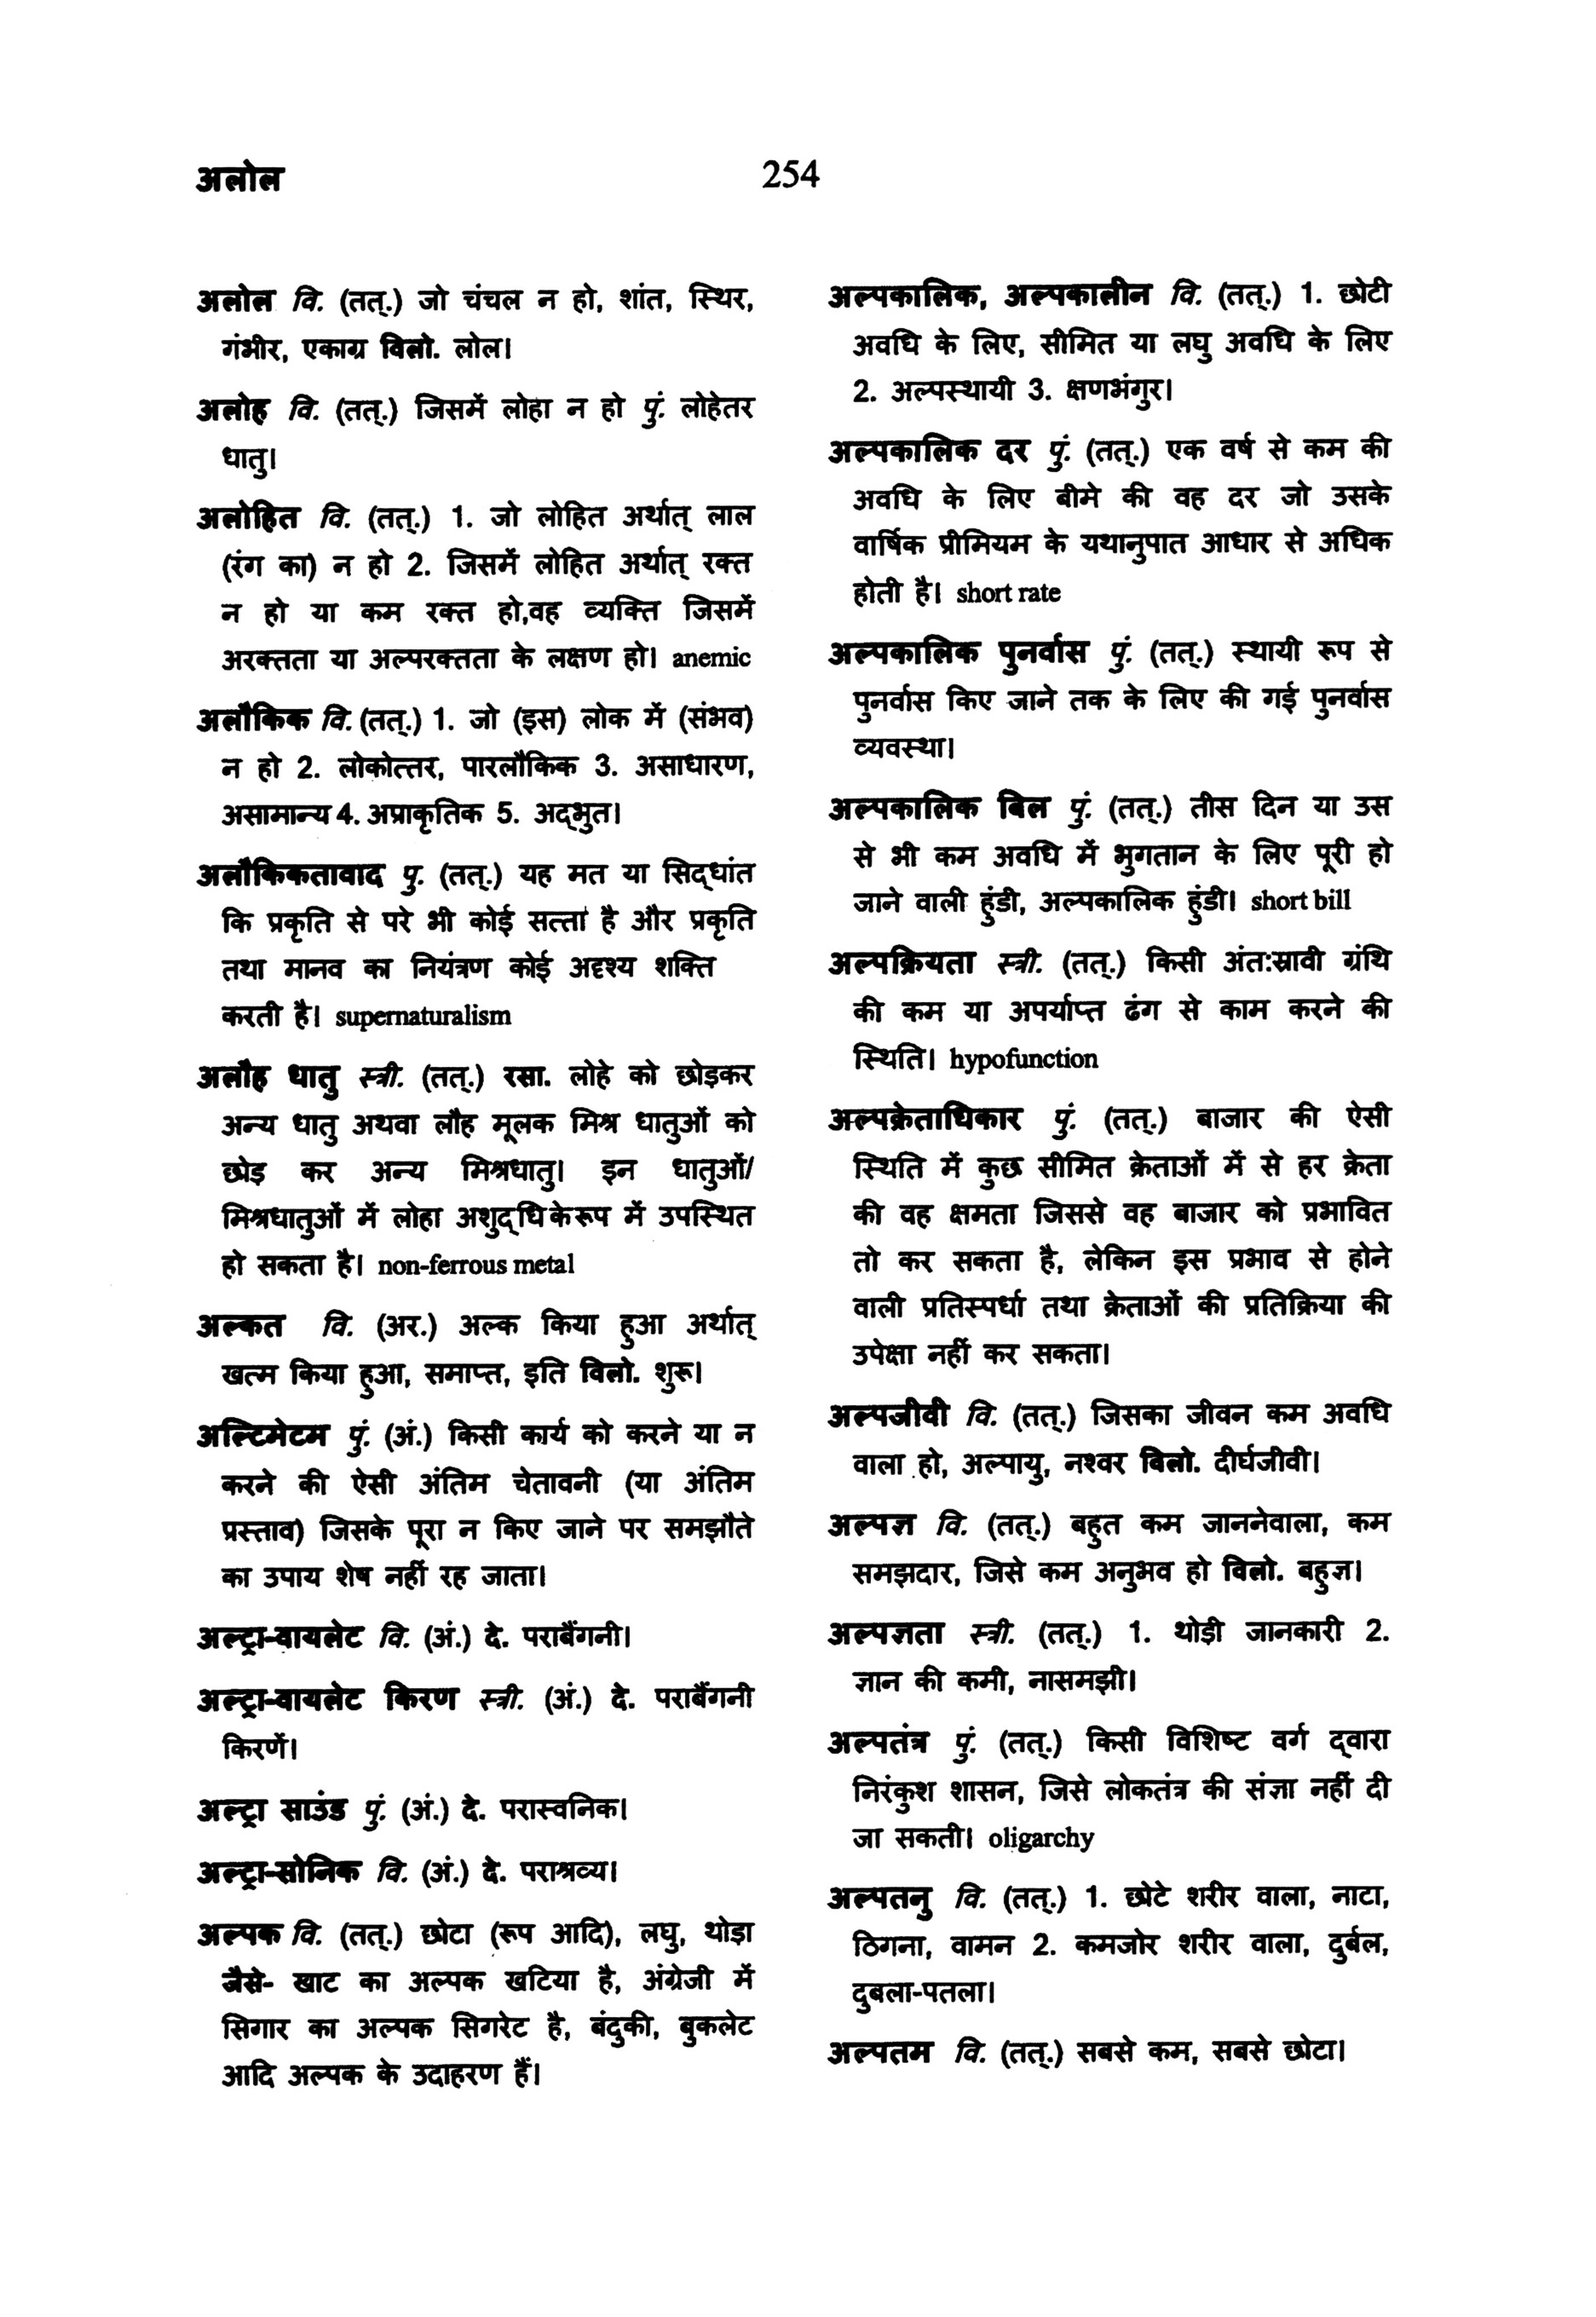 अलोल
254
अलोल वि. (तत्.) जो चंचल न हो, शांत, स्थिर,
गंभीर, एकाग्र विलो. लोल।
अलोह वि. (तत्.) जिसमें लोहा न हो पुं. लोहेतर
धातु।
अलोहित वि. (तत्.) 1. जो लोहित अर्थात् लाल
(रंग का) न हो 2. जिसमें लोहित अर्थात् रक्त
न हो या कम रक्त हो,वह व्यक्ति जिसमें
अरक्तता या अल्परक्तता के लक्षण हो। anemic
अलौकिक वि. (तत्.) 1. जो (इस) लोक में (संभव)
न हो 2. लोकोत्तर, पारलौकिक 3. असाधारण,
असामान्य 4. अप्राकृतिक 5. अद्‌भुत।
अलौकिकतावाद पु. (तत्.) यह मत या सिद्‌धांत
कि प्रकृति से परे भी कोई सत्ता है और प्रकृति
तथा मानव का नियंत्रण कोई अदृश्य शक्ति
करती है। supernaturalism
अलौह धातु स्त्री. (तत्.) रसा. लोहे को छोड़कर
अन्य धातु अथवा लौह मूलक मिश्र धातुओं को
छोड़ कर अन्य मिश्रधातु। इन धातुओं/
मिश्रधातुओं में लोहा अशुद्‌धि के रूप में उपस्थित
हो सकता है। non-ferrous metal
अल्कत वि. (अर.) अल्क किया हुआ अर्थात्
खत्म किया हुआ, समाप्त, इति विलो. शुरू।
अल्टिमेटम पुं. (अं.) किसी कार्य को करने या न
करने की ऐसी अंतिम चेतावनी (या अंतिम
प्रस्ताव) जिसके पूरा न किए जाने पर समझौते
का उपाय शेष नहीं रह जाता।
अल्ट्रा-वायलेट वि. (अं.) दे. पराबैंगनी।
अल्ट्रा-वायलेट किरण स्त्री. (अं.) दे. पराबैंगनी
किरणें।
अल्ट्रा साउंड पुं. (अं.) दे. परास्वनिक।
अल्ट्रा-सोनिक वि. (अं.) दे. पराश्रव्य।
अल्पक वि. (तत्.) छोटा (रूप आदि), लघु, थोड़ा
जैसे- खाट का अल्पक खटिया है, अंग्रेजी में
सिगार का अल्पक सिगरेट है, बंदुकी, बुकलेट
आदि अल्पक के उदाहरण हैं।
अल्पकालिक, अल्पकालीन वि. (तत्.) 1. छोटी
अवधि के लिए, सीमित या लघु अवधि के लिए
2. अल्पस्थायी 3. क्षणभंगुर।
अल्पकालिक दर पुं. (तत्.) एक वर्ष से कम की
अवधि के लिए बीमे की वह दर जो उसके
वार्षिक प्रीमियम के यथानुपात आधार से अधिक
होती है। short rate
अल्पकालिक पुनर्वास पुं. (तत्.) स्थायी रूप से
पुनर्वास किए जाने तक के लिए की गई पुनर्वास
व्यवस्था।
अल्पकालिक बिल पुं. (तत्.) तीस दिन या उस
से भी कम अवधि में भुगतान के लिए पूरी हो
जाने वाली हुंडी, अल्पकालिक हुंडी। short bill
अल्पक्रियता स्त्री. (तत्.) किसी अंत:स्रावी ग्रंथि
की कम या अपर्याप्त ढंग से काम करने की
स्थिति। hypofunction
अल्पक्रेताधिकार पुं. (तत्.) बाजार की ऐसी
स्थिति में कुछ सीमित क्रेताओं में से हर क्रेता
की वह क्षमता जिससे वह बाजार को प्रभावित
तो कर सकता है, लेकिन इस प्रभाव से होने
वाली प्रतिस्पर्धा तथा क्रेताओं की प्रतिक्रिया की
उपेक्षा नहीं कर सकता।
अल्पजीवी वि. (तत्.) जिसका जीवन कम अवधि
वाला हो, अल्पायु, नश्वर विलो. दीर्घजीवी।
अल्पज्ञ वि. (तत्.) बहुत कम जाननेवाला, कम
समझदार, जिसे कम अनुभव हो विलो. बहुज्ञ।
अल्पज्ञता स्त्री. (तत्.) 1. थोड़ी जानकारी 2.
ज्ञान की कमी, नासमझी।
अल्पतंत्र पुं. (तत्.) किसी विशिष्ट वर्ग द्‌वारा
निरंकुश शासन, जिसे लोकतंत्र की संज्ञा नहीं दी
जा सकती। oligarchy
अल्पतनु वि. (तत्.) 1. छोटे शरीर वाला, नाटा,
ठिगना, वामन 2. कमजोर शरीर वाला, दुर्बल,
दुबला-पतला।
अल्पतम वि. (तत्.) सबसे कम, सबसे छोटा।